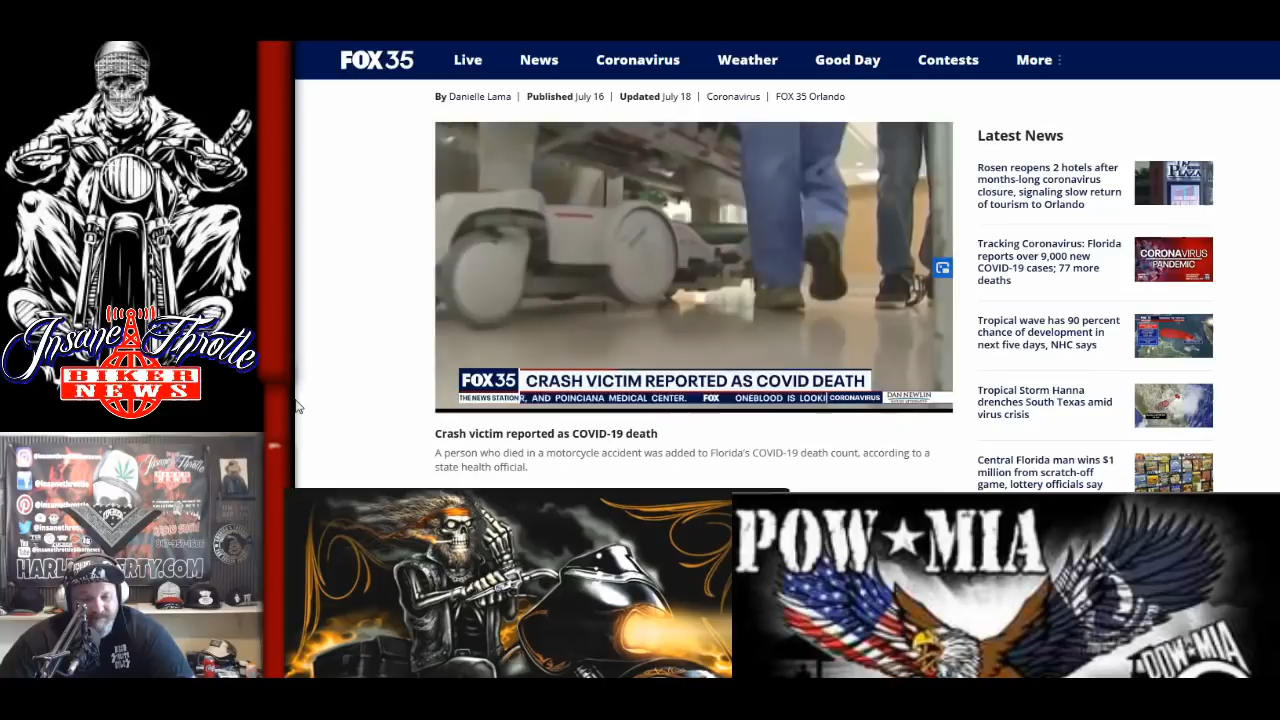 FOX 35
Live
News
Coronavirus
Weather
Good Day
Contests
More
By Danielle Lama | Published July 16 | Updated July 18 | Coronavirus | FOX 35 Orlando
FOX 35
CRASH VICTIM REPORTED AS COVID DEATH
THE NEWS STATION
R, AND POINCIANA MEDICAL CENTER.
FOX
ONEBLOOD IS LOOKI
CORONAVIRUS
DAN NEWLIN
Crash victim reported as COVID-19 death
A person who died in a motorcycle accident was added to Florida's COVID-19 death count, according to a
state health official.
Latest News
Rosen reopens 2 hotels after
months-long coronavirus
closure, signaling slow return
of tourism to Orlando
PLAZA
Tracking Coronavirus: Florida
reports over 9,000 new
COVID-19 cases; 77 more
deaths
CORONAVIRUS
PANDEMIC
Tropical wave has 90 percent
chance of development in
next five days, NHC says
Tropical Storm Hanna
drenches South Texas amid
virus crisis
Central Florida man wins $1
million from scratch-off
game, lottery officials say
Insane Throttle
BIKER
NEWS
POW★MIA
POW★MIA